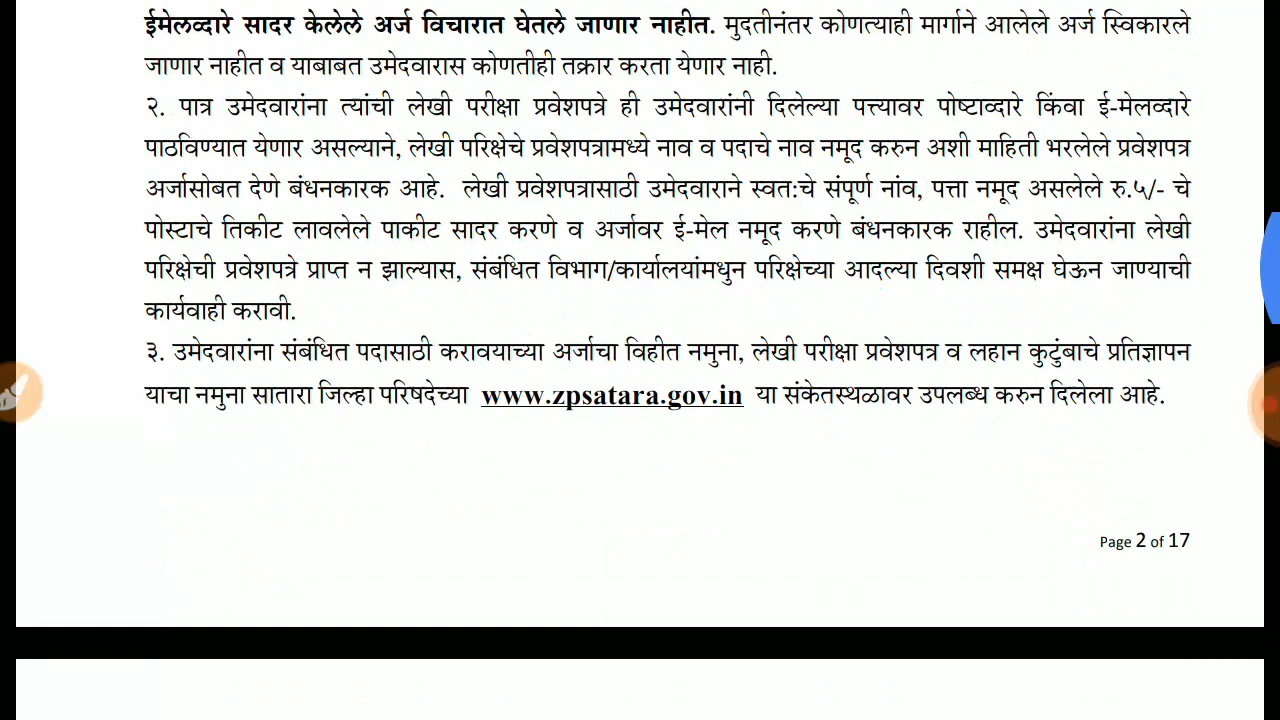 ईमेलव्दारे सादर केलेले अर्ज विचारात घेतले जाणार नाहीत. मुदतीनंतर कोणत्याही मार्गाने आलेले अर्ज स्विकारले
जाणार नाहीत व याबाबत उमेदवारास कोणतीही तक्रार करता येणार नाही.
२. पात्र उमेदवारांना त्यांची लेखी परीक्षा प्रवेशपत्रे ही उमेदवारांनी दिलेल्या पत्त्यावर पोष्टाव्दारे किंवा ई-मेलव्दारे
पाठविण्यात येणार असल्याने, लेखी परिक्षेचे प्रवेशपत्रामध्ये नाव व पदाचे नाव नमूद करुन अशी माहिती भरलेले प्रवेशपत्र
अर्जासोबत देणे बंधनकारक आहे. लेखी प्रवेशपत्रासाठी उमेदवाराने स्वत:चे संपूर्ण नांव, पत्ता नमूद असलेले रु.५/- चे
पोस्टाचे तिकीट लावलेले पाकीट सादर करणे व अर्जावर ई-मेल नमूद करणे बंधनकारक राहील. उमेदवारांना लेखी
परिक्षेची प्रवेशपत्रे प्राप्त न झाल्यास, संबंधित विभाग/कार्यालयांमधुन परिक्षेच्या आदल्या दिवशी समक्ष घेऊन जाण्याची
कार्यवाही करावी.
३. उमेदवारांना संबंधित पदासाठी करावयाच्या अर्जाचा विहीत नमुना, लेखी परीक्षा प्रवेशपत्र व लहान कुटुंबाचे प्रतिज्ञापन
याचा नमुना सातारा जिल्हा परिषदेच्या www.zpsatara.gov.in या संकेतस्थळावर उपलब्ध करुन दिलेला आहे.
Page 2 of 17